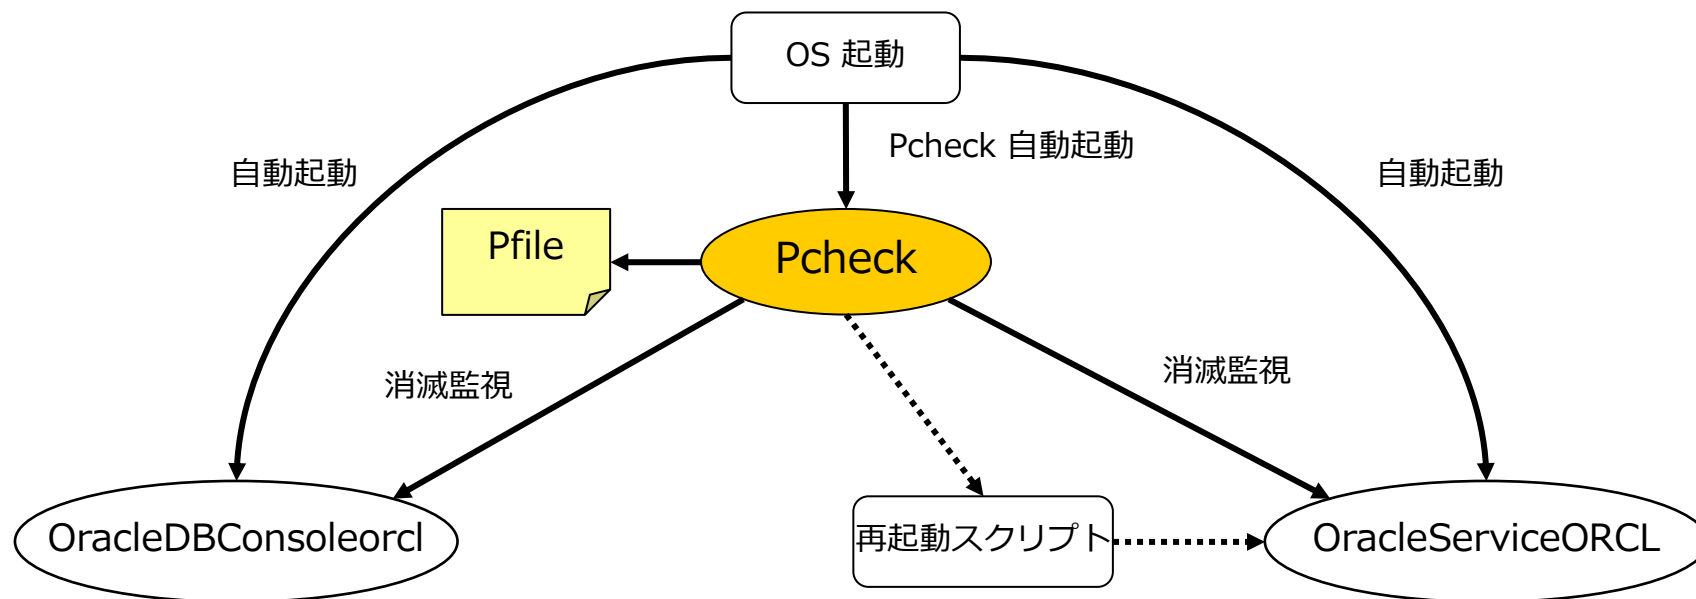 OS 起動
Pcheck 自動起動
自動起動
自動起動
Pfile
Pcheck
消滅監視
消滅監視
OracleDBConsoleorcl
再起動スクリプト
OracleServiceORCL